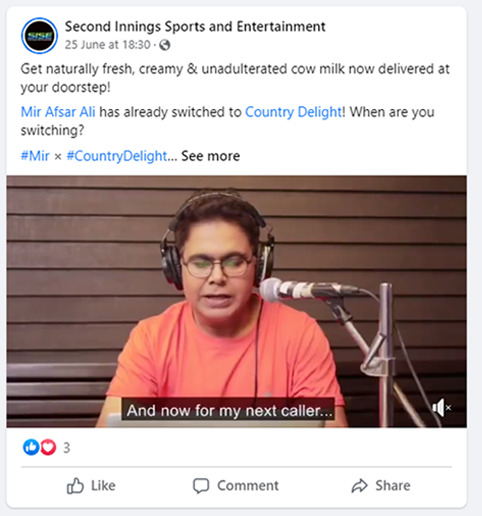 SISE
Second Innings Sports and Entertainment
25 June at 18:30 ·
Get naturally fresh, creamy & unadulterated cow milk now delivered at
your doorstep!
Mir Afsar Ali has already switched to Country Delight! When are you
switching?
#Mir × #CountryDelight... See more
And now for my next caller...
3
Like
Comment
Share